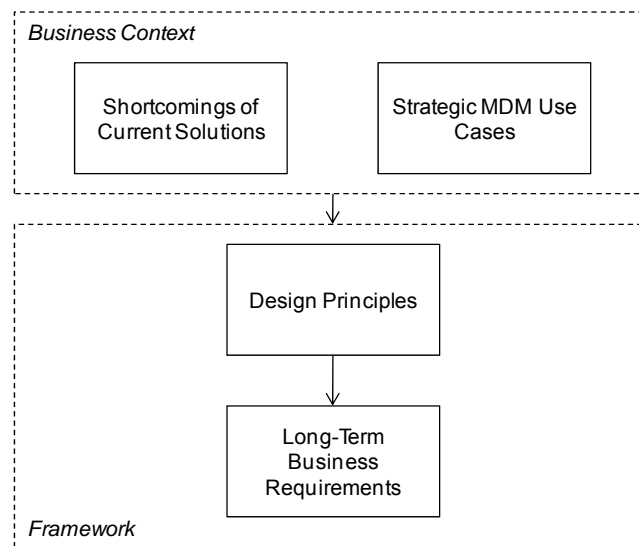 Business Context
Shortcomings of
Current Solutions
Strategic MDM Use
Cases
Design Principles
Long-Term
Business
Requirements
Framework